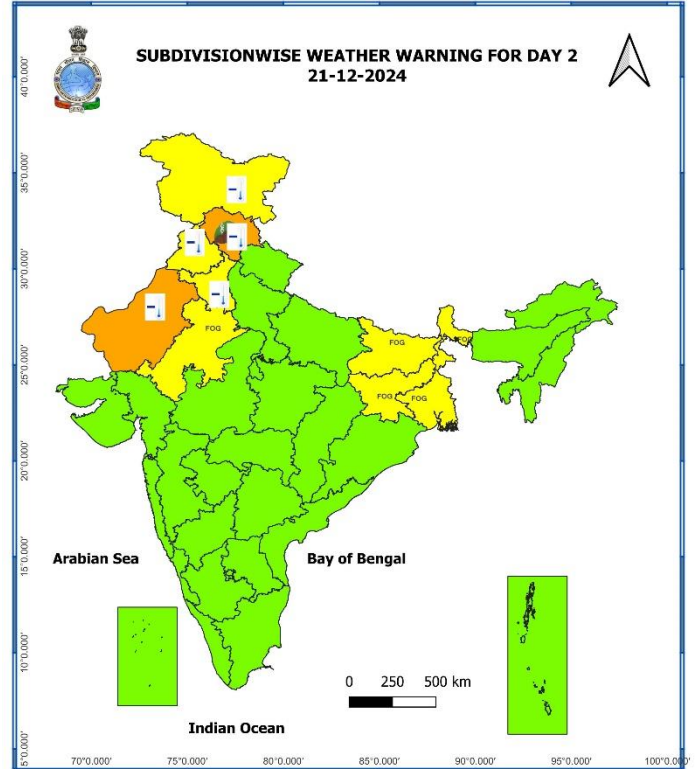 SUBDIVISIONWISE WEATHER WARNING FOR DAY 2
21-12-2024
40°0.000'
35°0.000'
30°0.000'
25°0.000'
20°0.000'
15°0.000'
10°0.000'
5°0.000'
FOG
FOG
FOG
FOG FOG
Arabian Sea
Bay of Bengal
0 250 500 km
Indian Ocean
70°0.000' 75°0.000' 80°0.000' 85°0.000' 90°0.000' 95°0.000' 100°0.000'